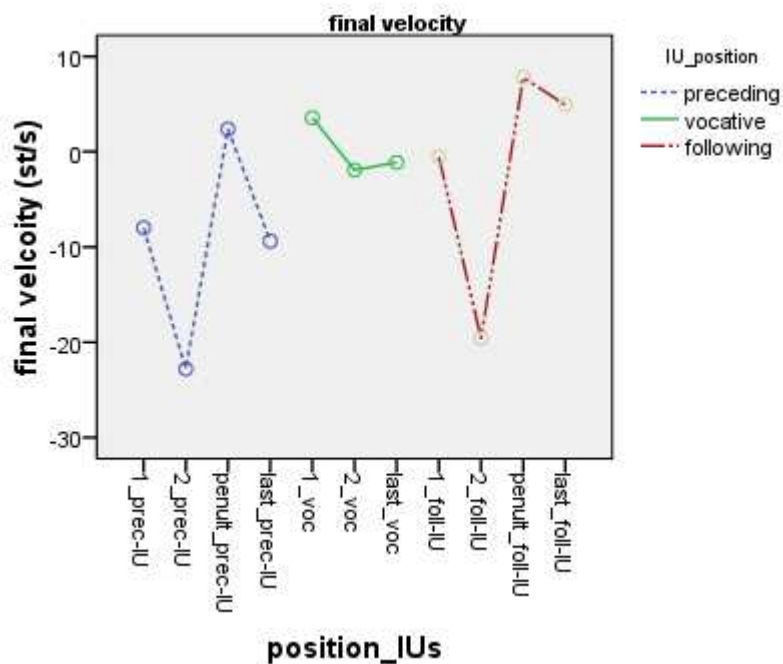 final velocity
IU_position
preceding
vocative
following
10
0
-10
-20
-30
final velcoity (st/s)
1_prec-IU
2_prec-IU
penult_prec-IU
last_prec-IU
1_voc
2_voc
last_voc
1_foll-IU
2_foll-IU
penult_foll-IU
last_foll-IU
position_IUs